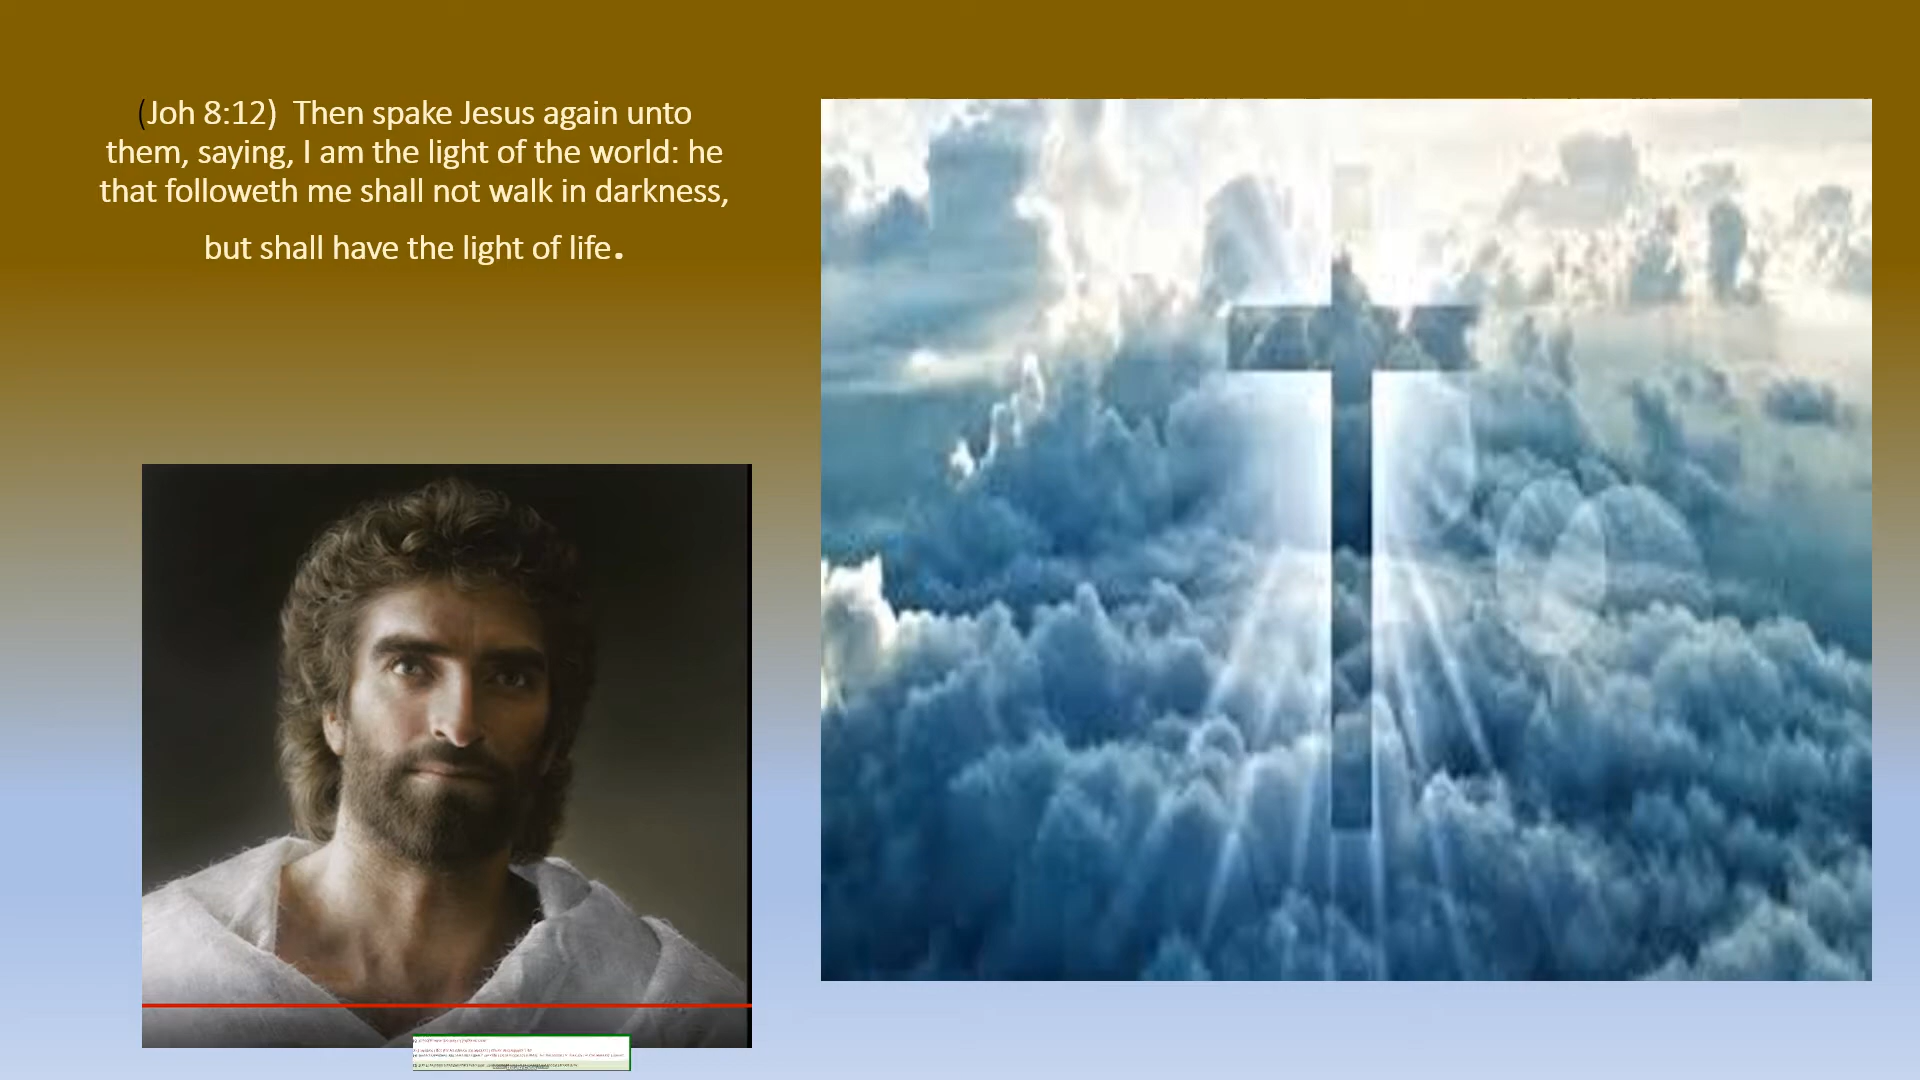 (Joh 8:12)  Then spake Jesus again unto
them, saying, I am the light of the world: he
that followeth me shall not walk in darkness,
but shall have the light of life.